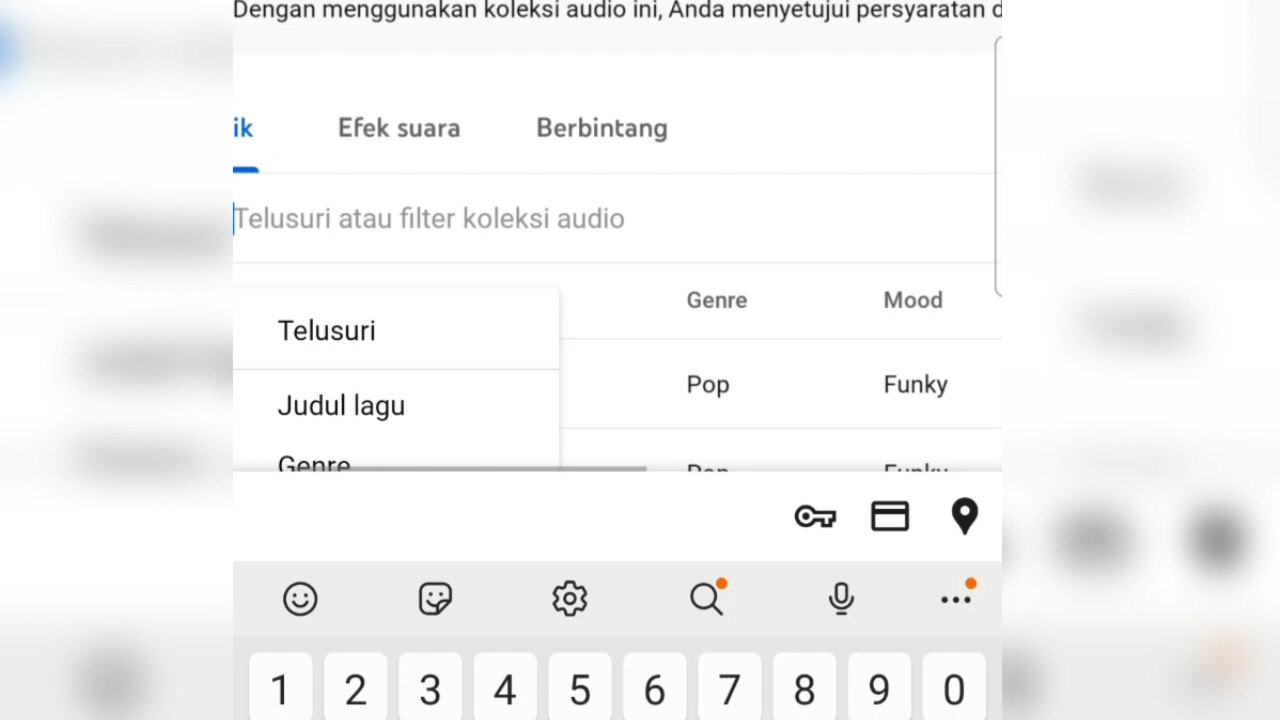 Dengan menggunakan koleksi audio ini, Anda menyetujui persyaratan d
ik Efek suara Berbintang
Telusuri atau filter koleksi audio
Genre Mood
Telusuri
Pop Funky
Judul lagu
Genre Pop Funky
1 2 3 4 5 6 7 8 9 0